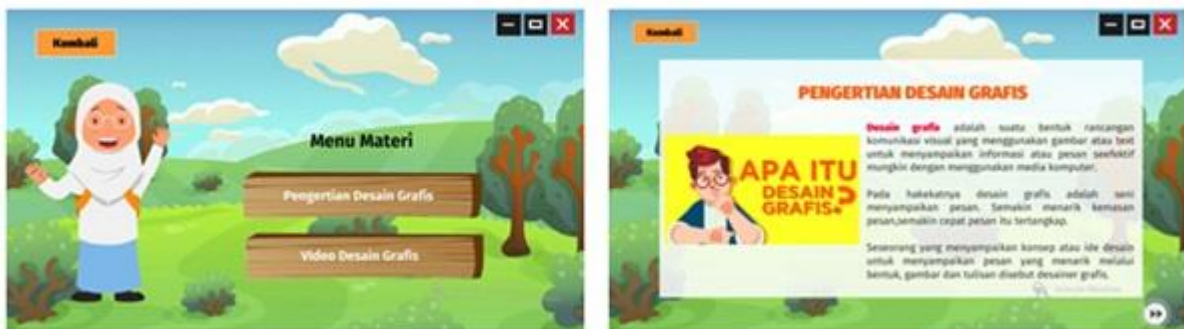 Kembali
Menu Materi
Pengertian Desain Grafis
Video Desain Grafis
Kembali
PENGERTIAN DESAIN GRAFIS
APA ITU
DESAIN
GRAFIS?
Desain grafis adalah suatu bentuk rancangan
komunikasi visual yang menggunakan gambar atau text
untuk menyampaikan informasi atau pesan seefektif
mungkin dengan menggunakan media komputer.
Pada hakekatnya desain grafis adalah seni
menyampaikan pesan. Semakin menarik kemasan
pesan,semakin cepat pesan itu tertangkap.
Seseorang yang menyampaikan konsep atau ide desain
untuk menyampaikan pesan yang menarik melalui
bentuk, gambar dan tulisan disebut desainer grafis.